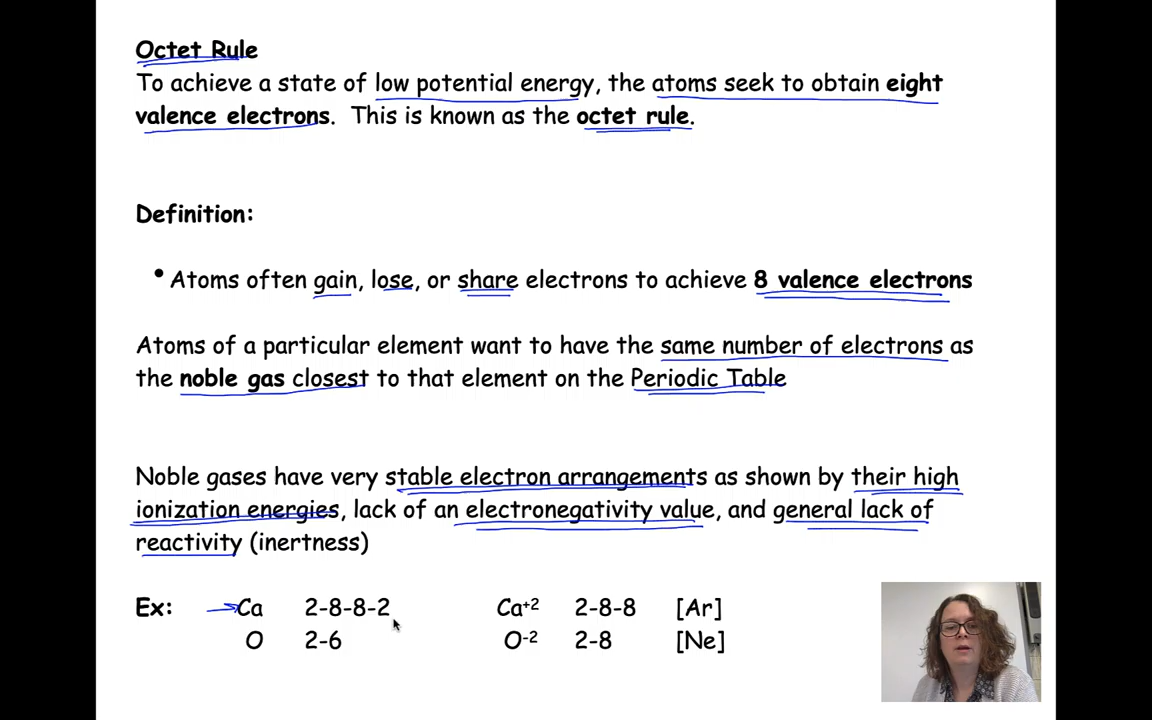 Octet Rule
To achieve a state of low potential energy, the atoms seek to obtain eight
valence electrons. This is known as the octet rule.
Definition:
• Atoms often gain, lose, or share electrons to achieve 8 valence electrons
Atoms of a particular element want to have the same number of electrons as
the noble gas closest to that element on the Periodic Table
Noble gases have very stable electron arrangements as shown by their high
ionization energies, lack of an electronegativity value, and general lack of
reactivity (inertness)
Ex: Ca 2-8-8-2 Ca+2 2-8-8 [Ar]
O 2-6 O-2 2-8 [Ne]